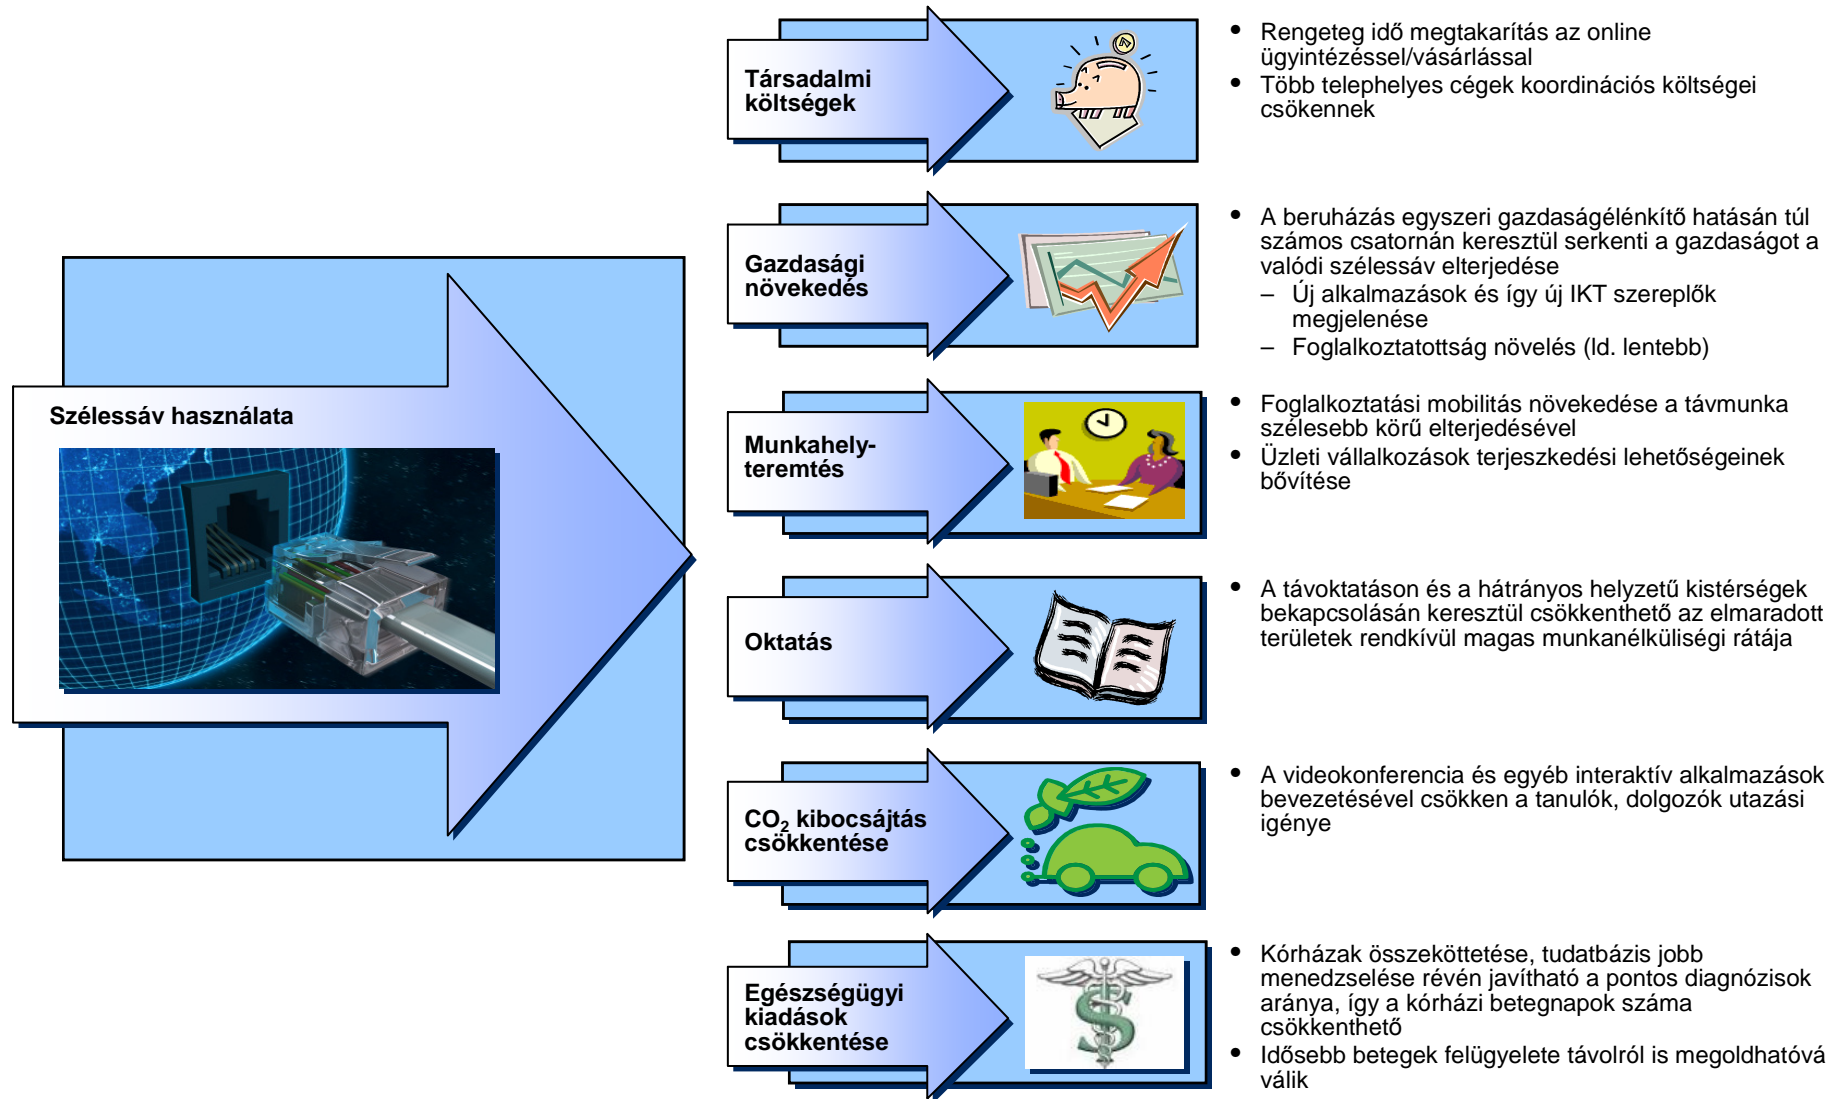 Szélessáv használata
Társadalmi
költségek
• Rengeteg idő megtakarítás az online
ügyintézéssel/vásárlással
• Több telephelyes cégek koordinációs költségei
csökennek
Gazdasági
növekedés
• A beruházás egyszeri gazdaságélénkítő hatásán túl
számos csatornán keresztül serkenti a gazdaságot a
valódi szélessáv elterjedése
– Új alkalmazások és így új IKT szereplők
megjelenése
– Foglalkoztatottság növelés (ld. lentebb)
Munkahely-
teremtés
• Foglalkoztatási mobilitás növekedése a távmunka
szélesebb körű elterjedésével
• Üzleti vállalkozások terjeszkedési lehetőségeinek
bővítése
Oktatás
• A távoktatáson és a hátrányos helyzetű kistérségek
bekapcsolásán keresztül csökkenthető az elmaradott
területek rendkívül magas munkanélküliségi rátája
CO₂ kibocsájtás
csökkentése
• A videokonferencia és egyéb interaktív alkalmazások
bevezetésével csökken a tanulók, dolgozók utazási
igénye
Egészségügyi
kiadások
csökkentése
• Kórházak összeköttetése, tudatbázis jobb
menedzselése révén javítható a pontos diagnózisok
aránya, így a kórházi betegnapok száma
csökkenthető
• Idősebb betegek felügyelete távolról is megoldhatóvá
válik